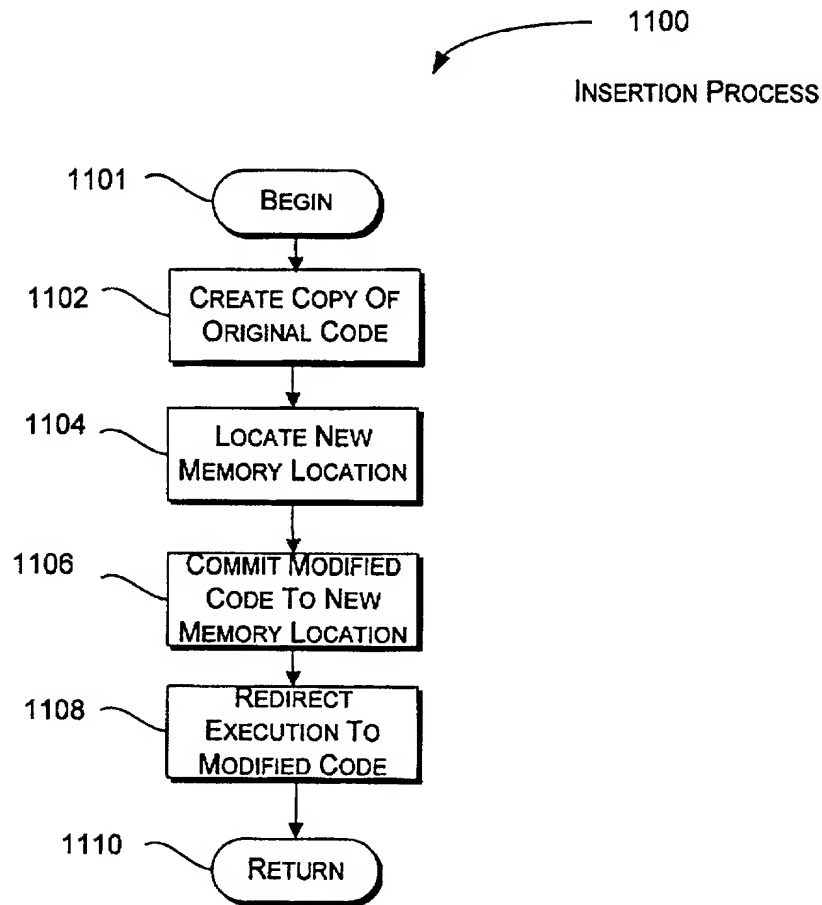 1100
INSERTION PROCESS
1101
BEGIN
1102
CREATE COPY OF
ORIGINAL CODE
1104
LOCATE NEW
MEMORY LOCATION
1106
COMMIT MODIFIED
CODE TO NEW
MEMORY LOCATION
1108
REDIRECT
EXECUTION TO
MODIFIED CODE
1110
RETURN